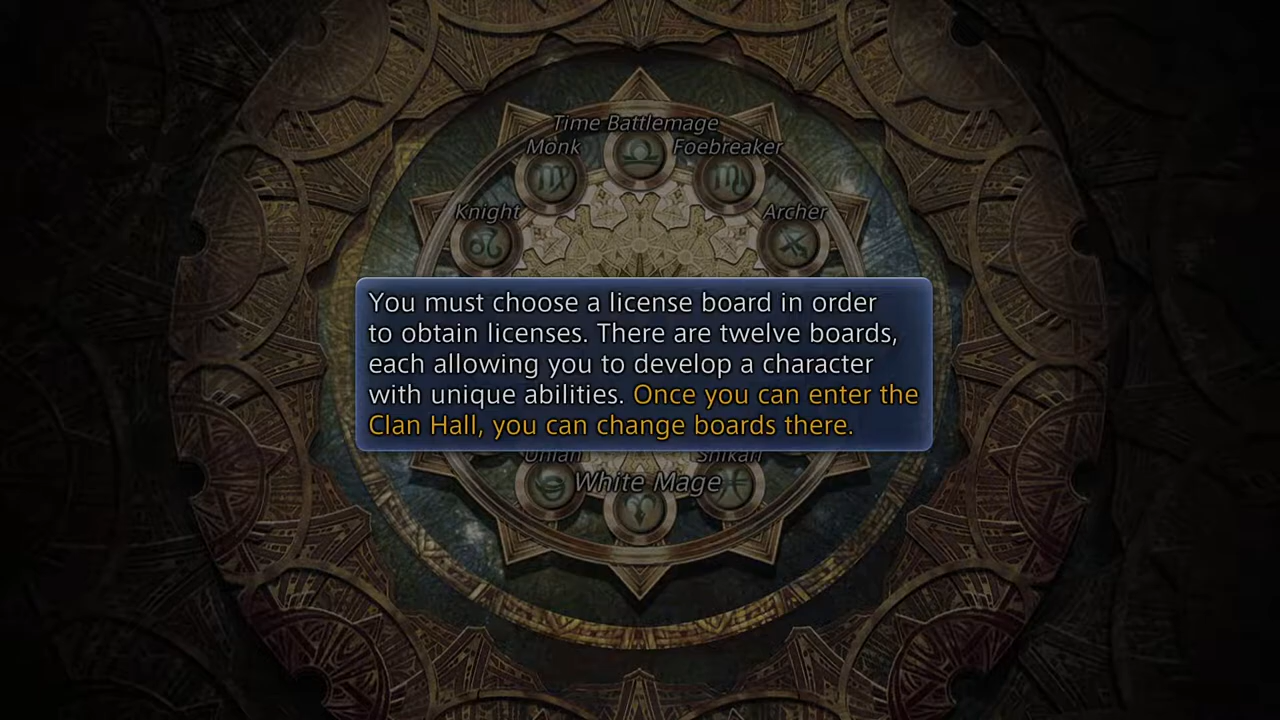 Time Battlemage
Monk
Foebreaker
Knight
Archer
You must choose a license board in order
to obtain licenses. There are twelve boards,
each allowing you to develop a character
with unique abilities. Once you can enter the
Clan Hall, you can change boards there.
Uhlan
Shikari
White Mage